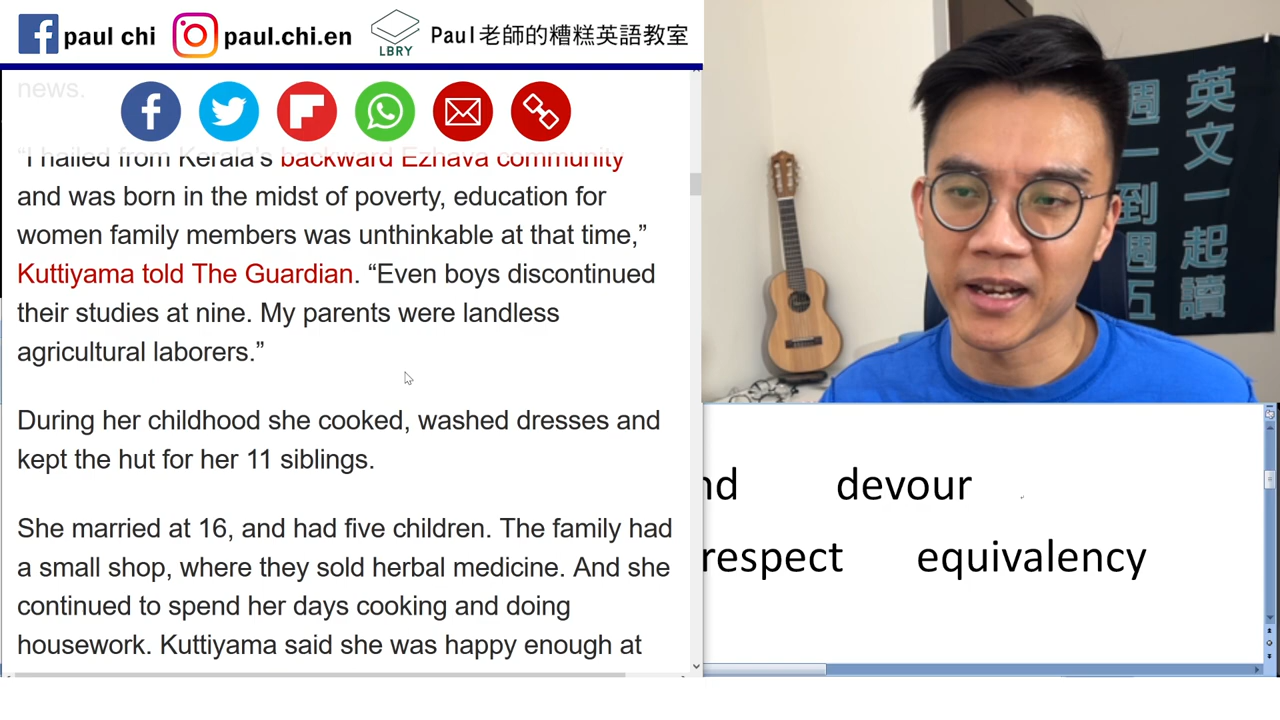 paul chi
paul.chi.en
LBRY
Paul老師的糟糕英語教室
news.
“I hailed from Kerala’s backward Ezhava community
and was born in the midst of poverty, education for
women family members was unthinkable at that time,”
Kuttiyama told The Guardian. “Even boys discontinued
their studies at nine. My parents were landless
agricultural laborers.”
During her childhood she cooked, washed dresses and
kept the hut for her 11 siblings.
She married at 16, and had five children. The family had
a small shop, where they sold herbal medicine. And she
continued to spend her days cooking and doing
housework. Kuttiyama said she was happy enough at
英文一起讀
週一到週五
nd devour
respect equivalency